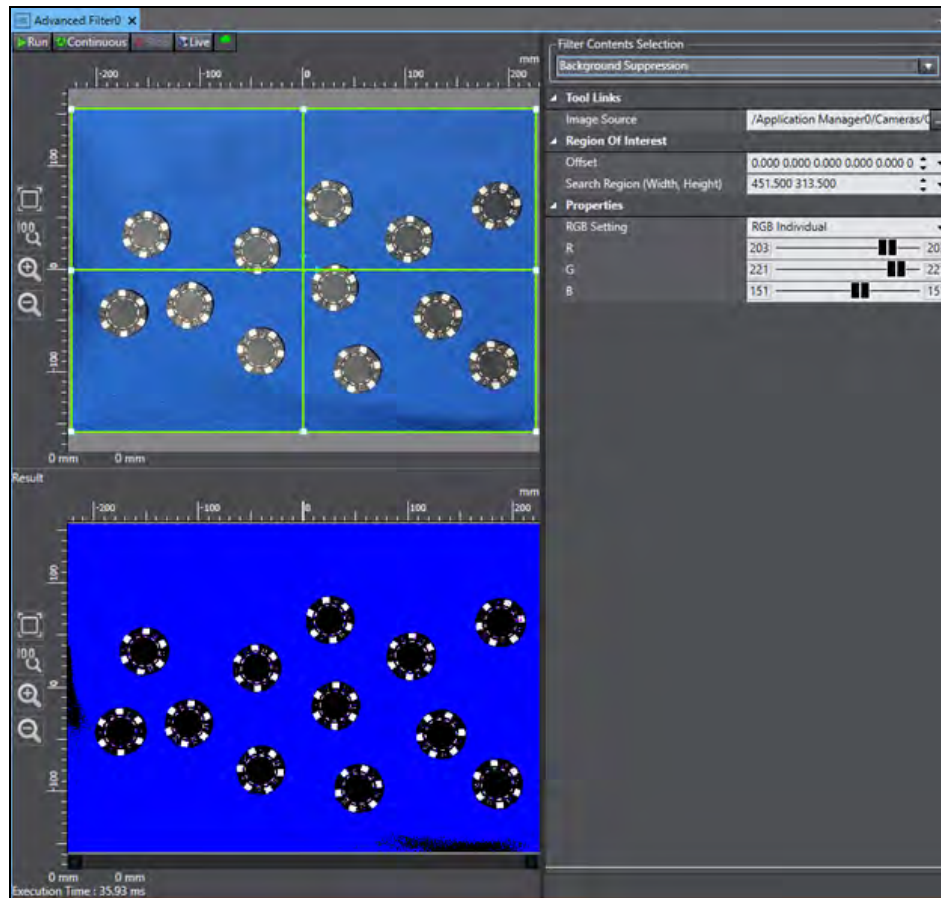 Advanced Filter0 ×
Run Continuous Stop Live
mm
-200 -100 0 100 200
100
0
-100
0 mm 0 mm
Result
mm
-200 -100 0 100 200
100
0
-100
0 mm 0 mm
Execution Time : 35.93 ms
Filter Contents Selection
Background Suppression
Tool Links
Image Source /Application Manager0/Cameras/
Region Of Interest
Offset 0.000 0.000 0.000 0.000 0.000 0
Search Region (Width, Height) 451.500 313.500
Properties
RGB Setting RGB Individual
R 203 20
G 221 22
B 151 15